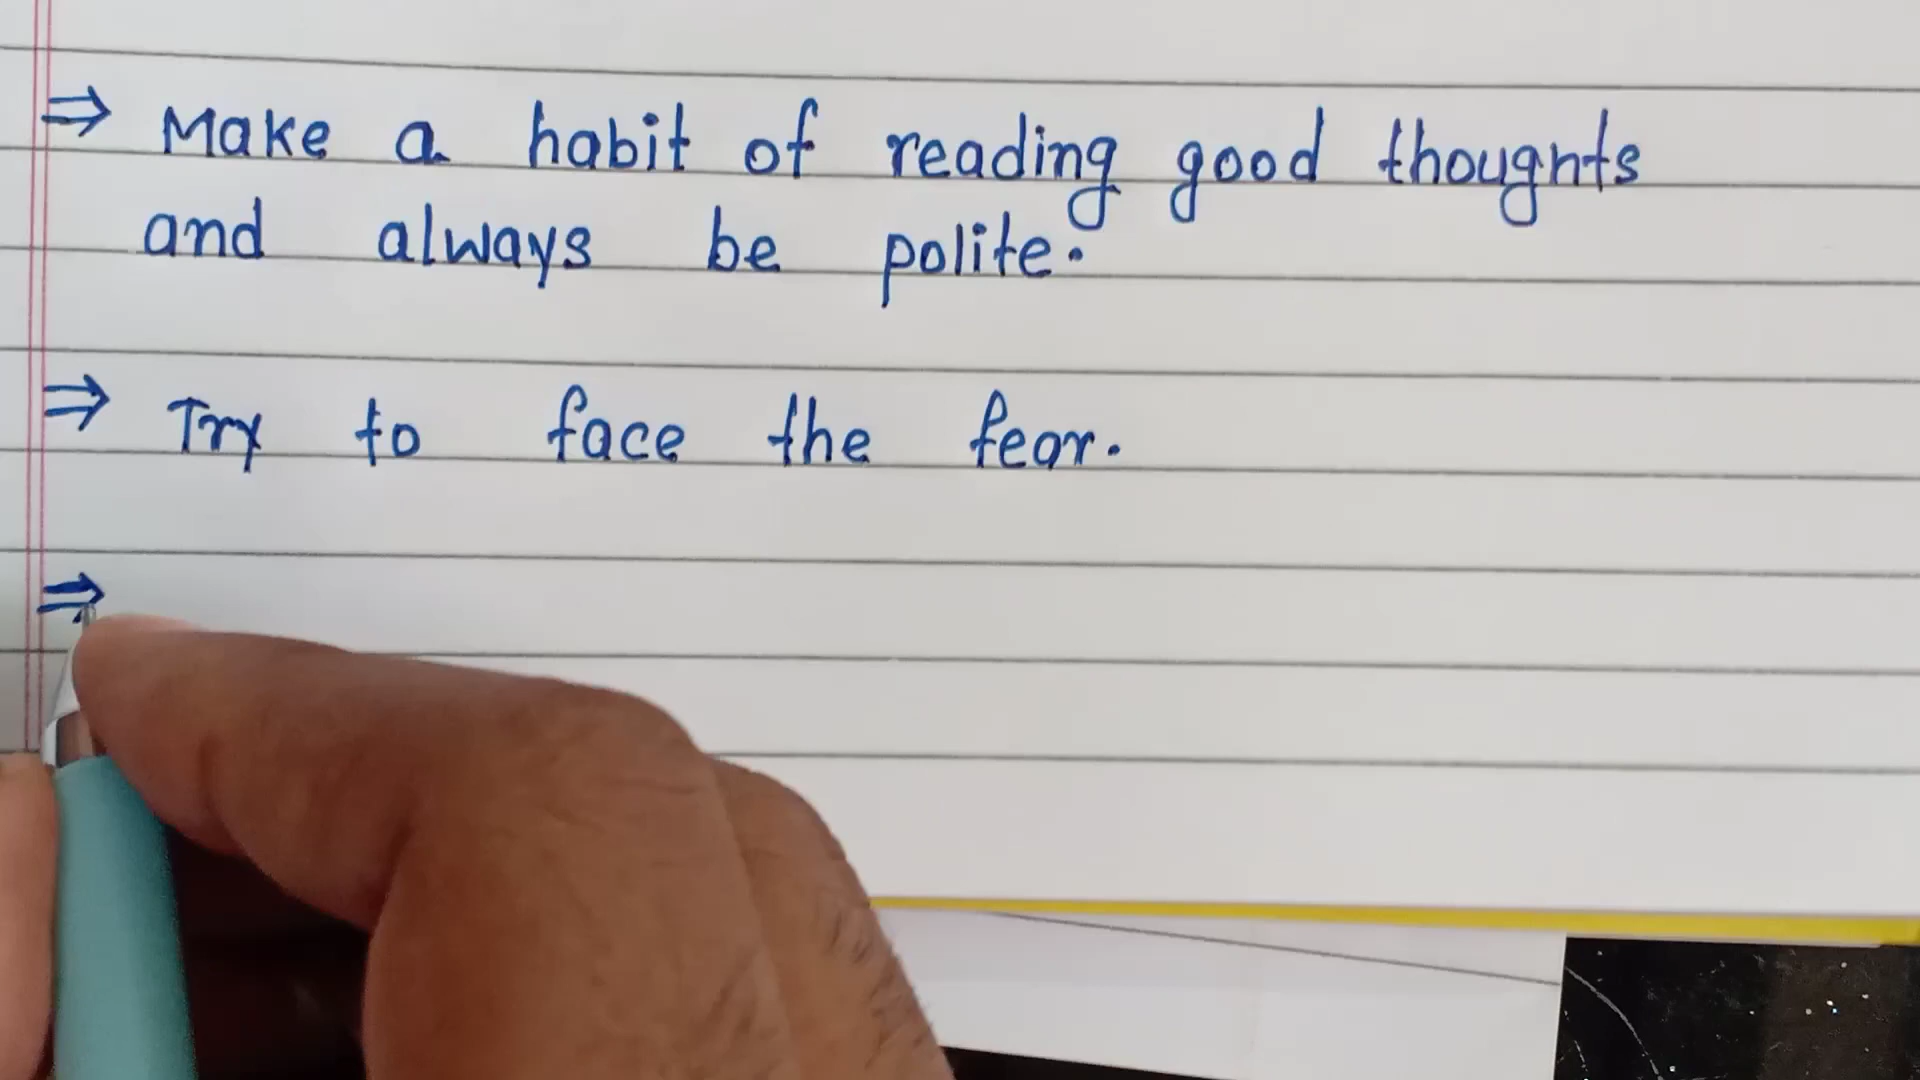 ⇒ Make a habit of reading good thoughts
and always be polite.
⇒ Try to face the fear.
⇒